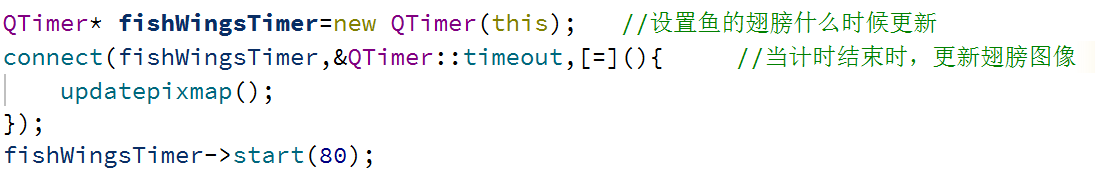 QTimer* fishWingsTimer=new QTimer(this);   //设置鱼的翅膀什么时候更新
connect(fishWingsTimer,&QTimer::timeout,[=](){     //当计时结束时，更新翅膀图像
    updatepixmap();
});
fishWingsTimer->start(80);